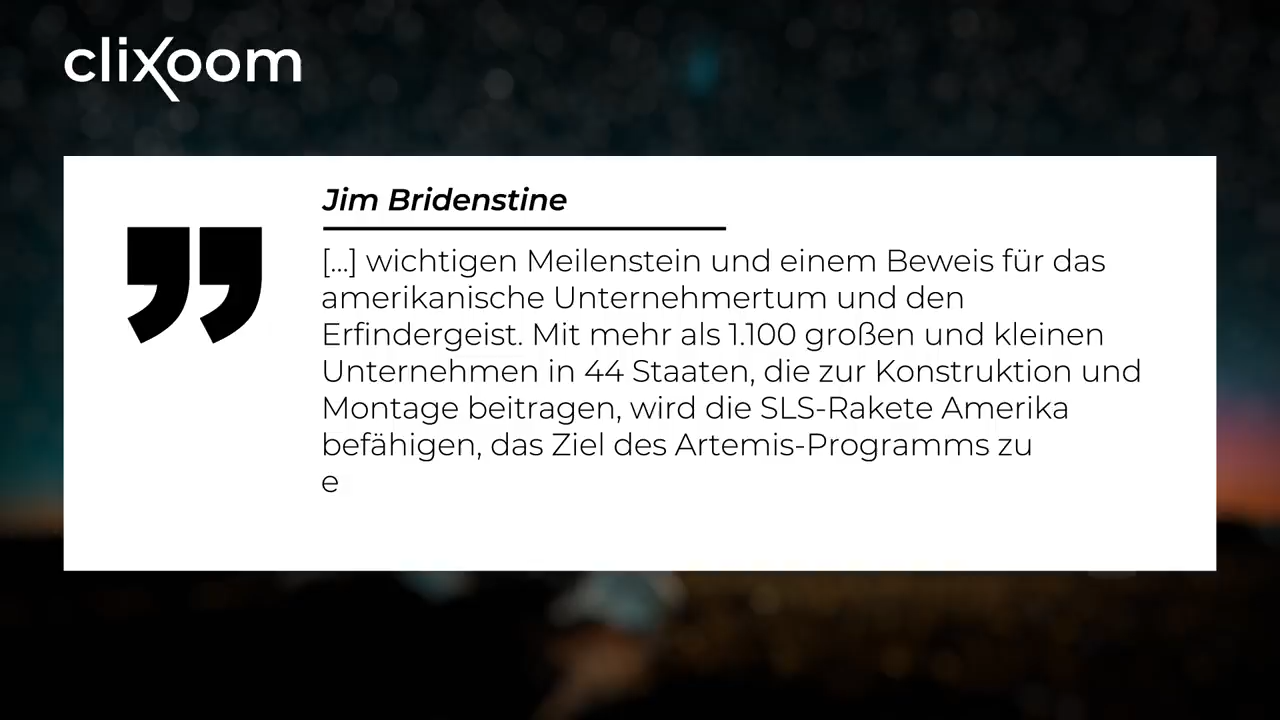 clixoom
Jim Bridenstine
[...] wichtigen Meilenstein und einem Beweis für das
amerikanische Unternehmertum und den
Erfindergeist. Mit mehr als 1.100 großen und kleinen
Unternehmen in 44 Staaten, die zur Konstruktion und
Montage beitragen, wird die SLS-Rakete Amerika
befähigen, das Ziel des Artemis-Programms zu
e